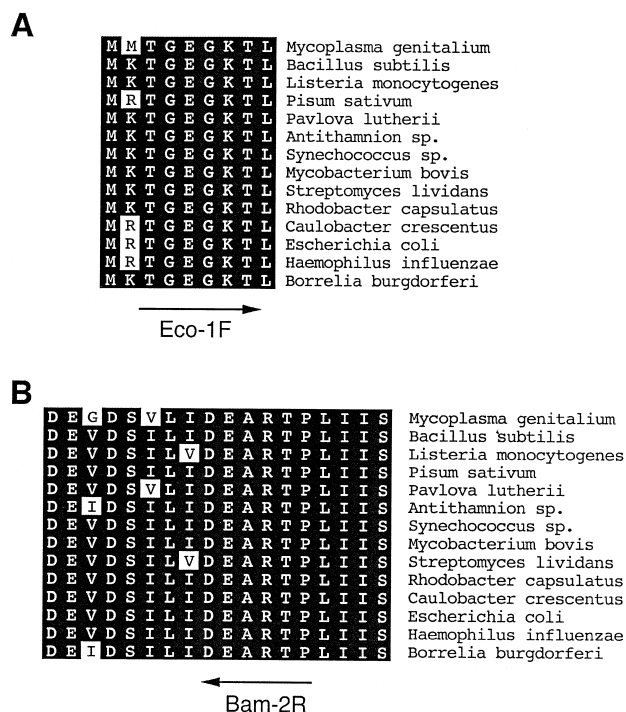 A
M M T G E G K T L Mycoplasma genitalium
M K T G E G K T L Bacillus subtilis
M K T G E G K T L Listeria monocytogenes
M R T G E G K T L Pisum sativum
M K T G E G K T L Pavlova lutherii
M K T G E G K T L Antithamnion sp.
M K T G E G K T L Synechococcus sp.
M K T G E G K T L Mycobacterium bovis
M K T G E G K T L Streptomyces lividans
M K T G E G K T L Rhodobacter capsulatus
M R T G E G K T L Caulobacter crescentus
M R T G E G K T L Escherichia coli
M R T G E G K T L Haemophilus influenzae
M K T G E G K T L Borrelia burgdorferi
Eco-1F
B
D E G D S V L I D E A R T P L I I S Mycoplasma genitalium
D E V D S I L I D E A R T P L I I S Bacillus subtilis
D E V D S I L V D E A R T P L I I S Listeria monocytogenes
D E V D S I L I D E A R T P L I I S Pisum sativum
D E V D S V L I D E A R T P L I I S Pavlova lutherii
D E I D S I L I D E A R T P L I I S Antithamnion sp.
D E V D S I L I D E A R T P L I I S Synechococcus sp.
D E V D S I L I D E A R T P L I I S Mycobacterium bovis
D E V D S I L V D E A R T P L I I S Streptomyces lividans
D E V D S I L I D E A R T P L I I S Rhodobacter capsulatus
D E V D S I L I D E A R T P L I I S Caulobacter crescentus
D E V D S I L I D E A R T P L I I S Escherichia coli
D E V D S I L I D E A R T P L I I S Haemophilus influenzae
D E I D S I L I D E A R T P L I I S Borrelia burgdorferi
Bam-2R